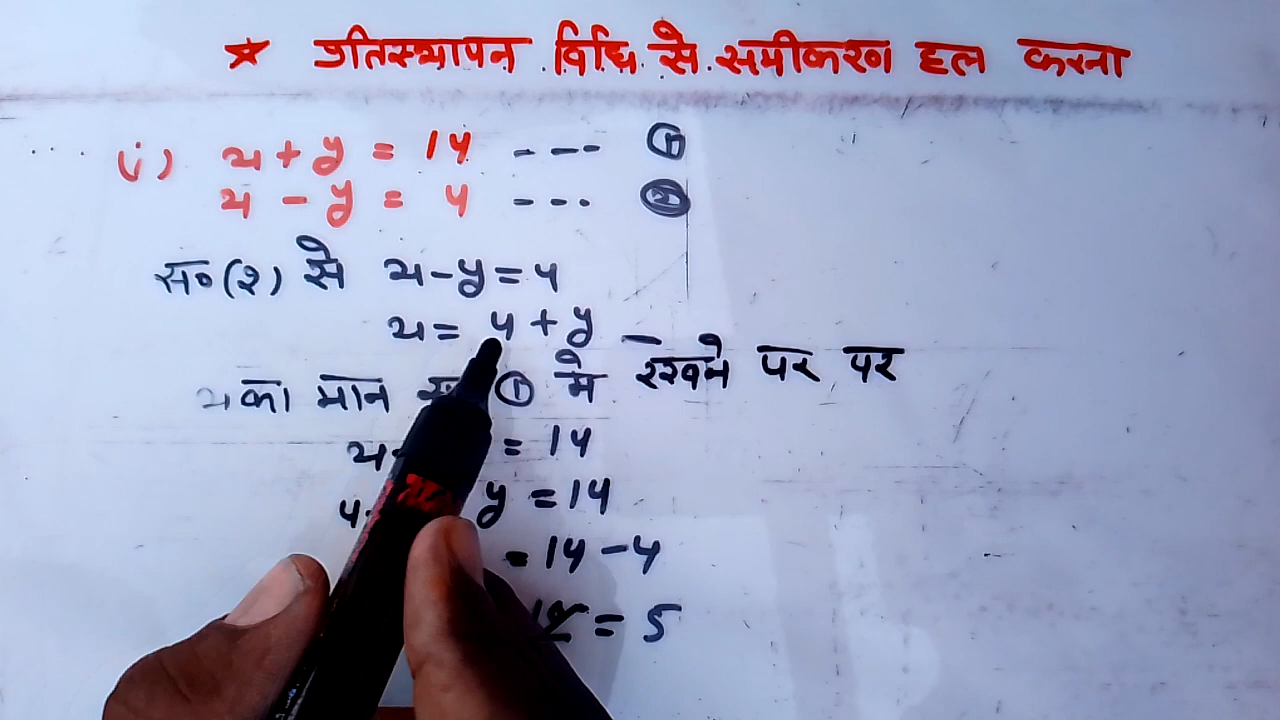 ★ प्रतिस्थापन विधि से समीकरण हल करना
(i) x + y = 14 --- ①
x - y = 4 --- ②
स० (२) से x - y = 4
x = 4 + y
x का मान ① मे रखने पर पर
x = 14
4 y = 14
= 14 - 4
= 5